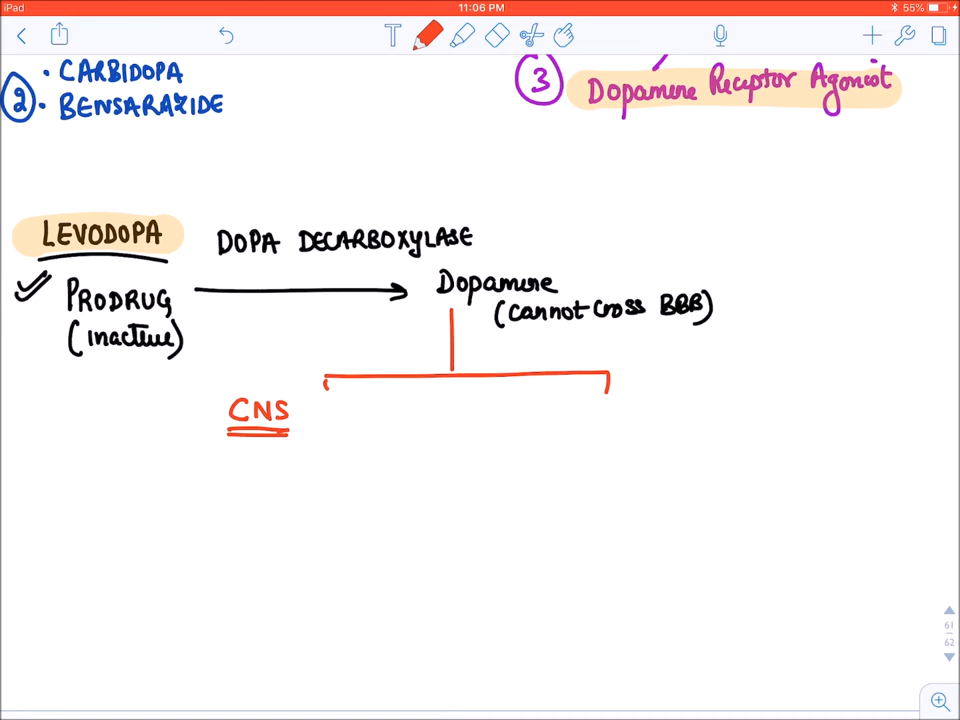 iPad 11:06 PM 55%
T
• CARBIDOPA
2 • BENSARAZIDE
3 Dopamine Receptor Agonist
LEVODOPA
DOPA DECARBOXYLASE
PRODRUG
(inactive)
Dopamine
(cannot cross BBB)
CNS
61
62